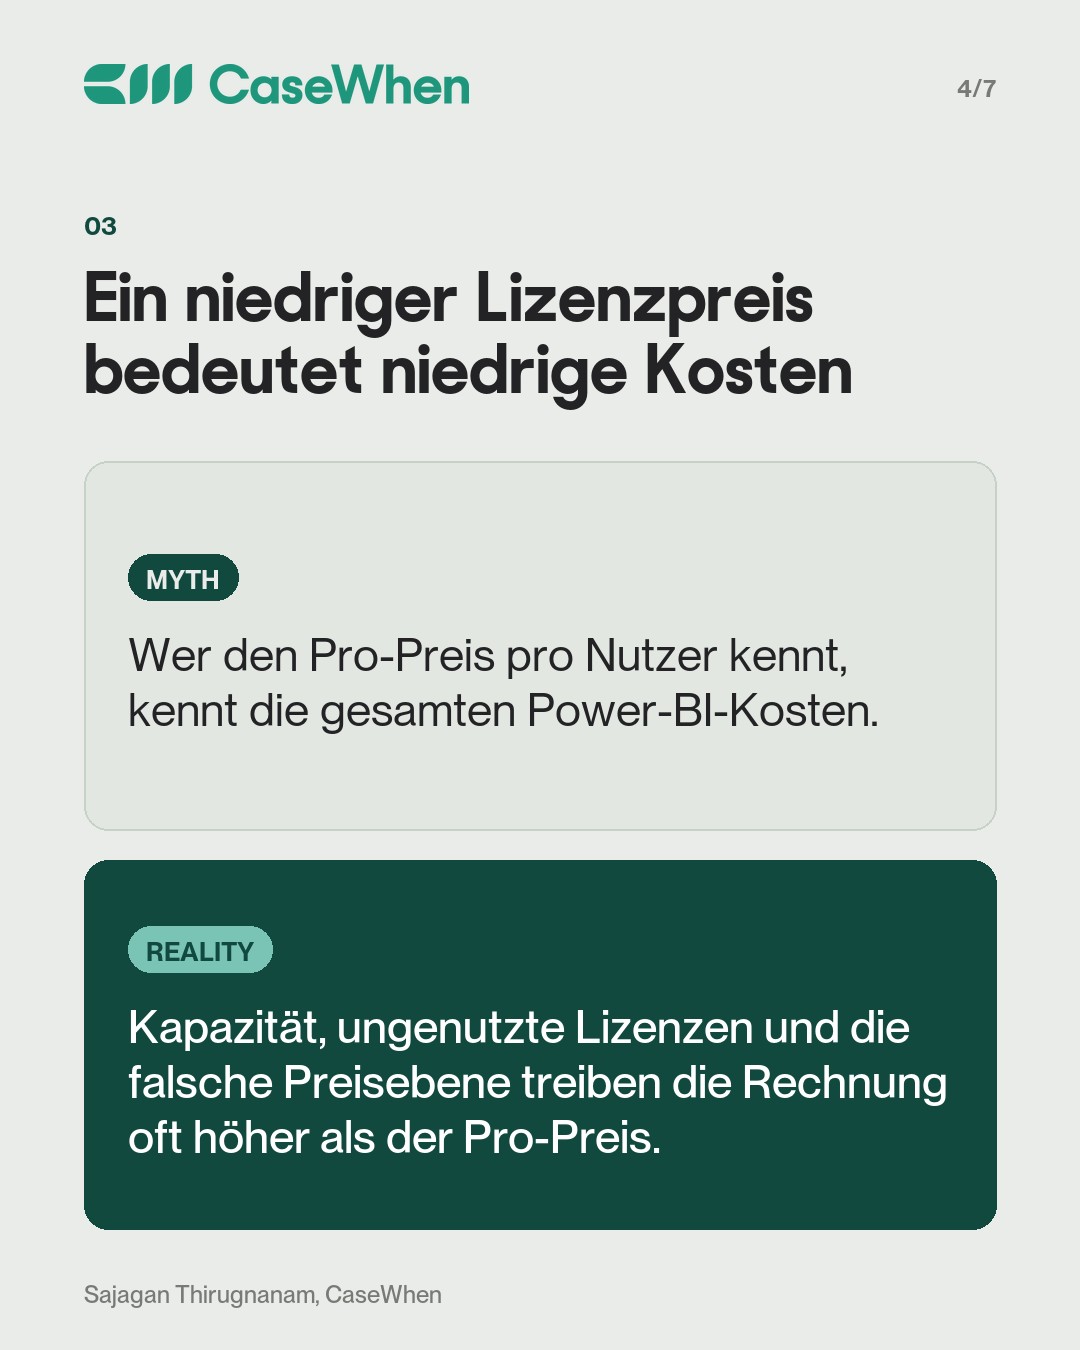 CaseWhen
4/7
03
Ein niedriger Lizenzpreis
bedeutet niedrige Kosten
MYTH
Wer den Pro-Preis pro Nutzer kennt,
kennt die gesamten Power-BI-Kosten.
REALITY
Kapazität, ungenutzte Lizenzen und die
falsche Preisebene treiben die Rechnung
oft höher als der Pro-Preis.
Sajagan Thirugnanam, CaseWhen